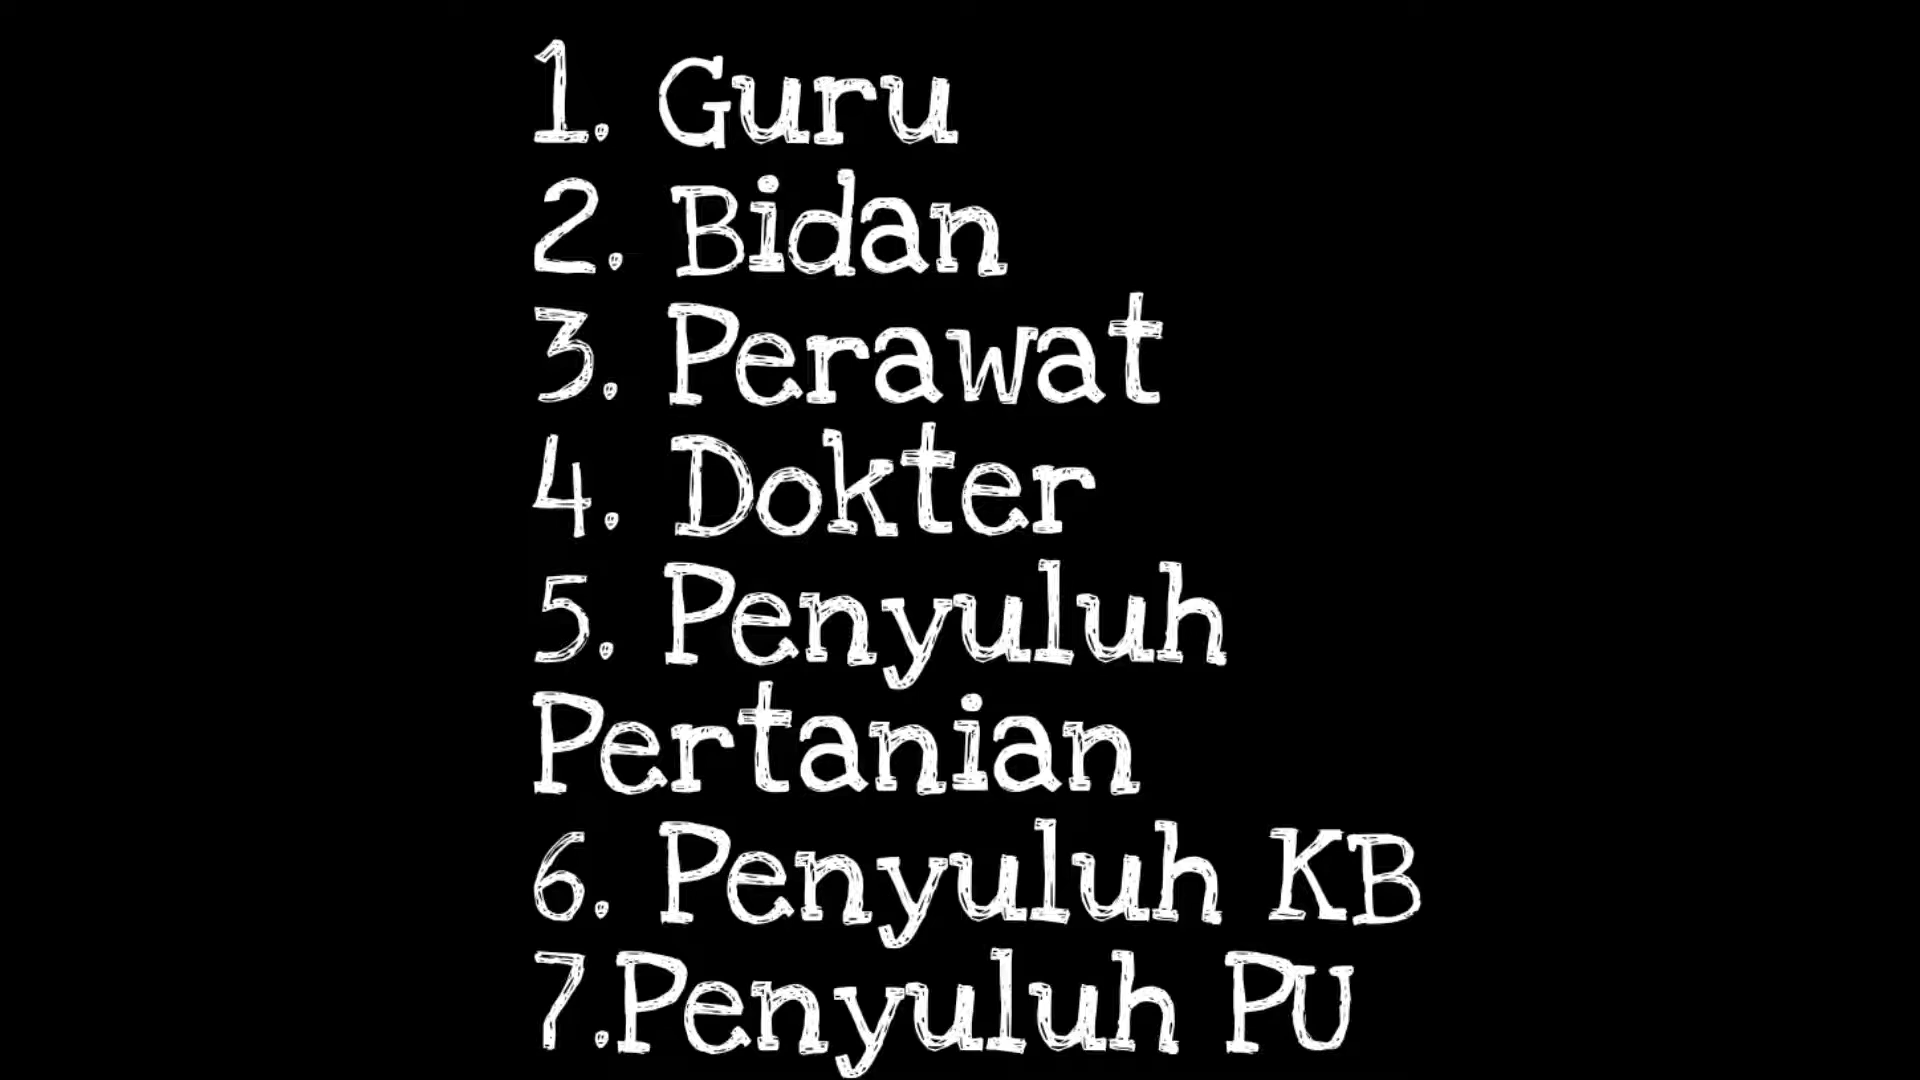 1. Guru
2. Bidan
3. Perawat
4. Dokter
5. Penyuluh
Pertanian
6. Penyuluh KB
7.Penyuluh PU